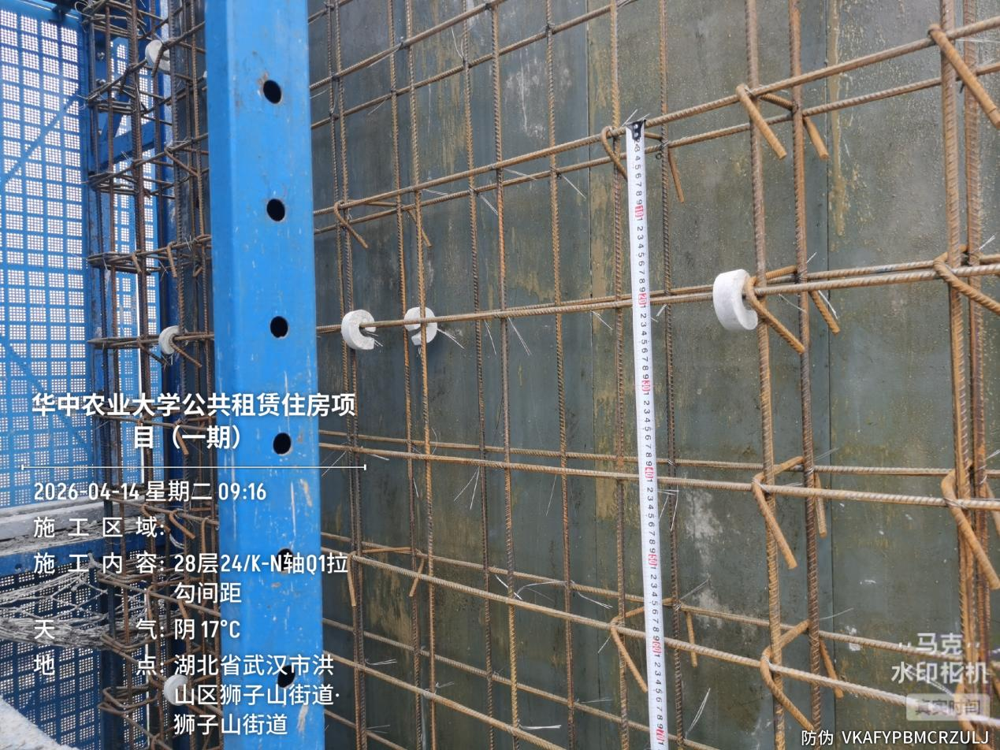 华中农业大学公共租赁住房项
目（一期）
2026-04-14 星期二 09:16
施工区域:
施工内容: 28层24/K-N轴Q1拉
勾间距
天气: 阴 17°C
地点: 湖北省武汉市洪
山区狮子山街道·
狮子山街道
马克
水印相机
真实时间
防伪 VKAFYPBMCRZULJ